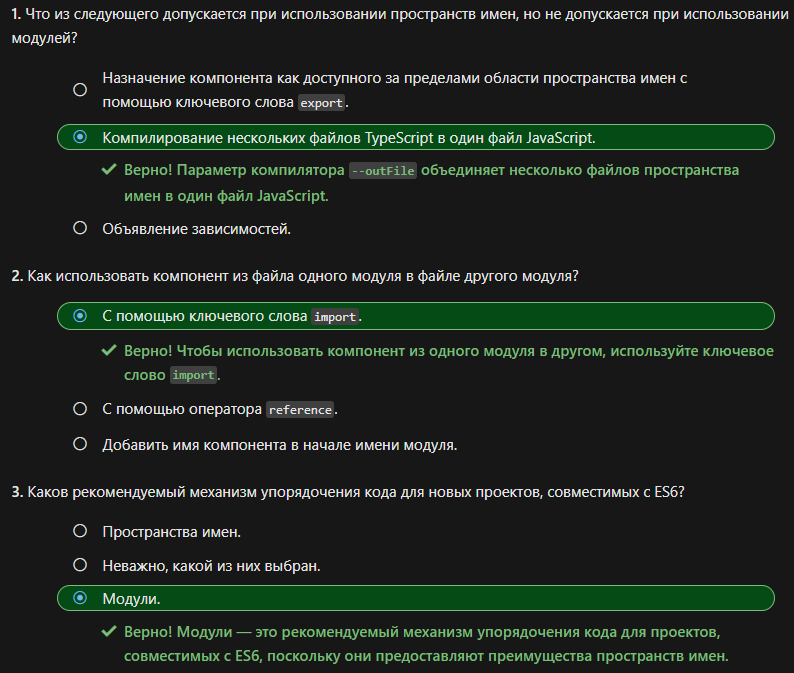 1. Что из следующего допускается при использовании пространств имен, но не допускается при использовании
модулей?
Назначение компонента как доступного за пределами области пространства имен с
помощью ключевого слова export.
Компилирование нескольких файлов TypeScript в один файл JavaScript.
Верно! Параметр компилятора --outFile объединяет несколько файлов пространства
имен в один файл JavaScript.
Объявление зависимостей.
2. Как использовать компонент из файла одного модуля в файле другого модуля?
С помощью ключевого слова import.
Верно! Чтобы использовать компонент из одного модуля в другом, используйте ключевое
слово import.
С помощью оператора reference.
Добавить имя компонента в начале имени модуля.
3. Каков рекомендуемый механизм упорядочения кода для новых проектов, совместимых с ES6?
Пространства имен.
Неважно, какой из них выбран.
Модули.
Верно! Модули — это рекомендуемый механизм упорядочения кода для проектов,
совместимых с ES6, поскольку они предоставляют преимущества пространств имен.